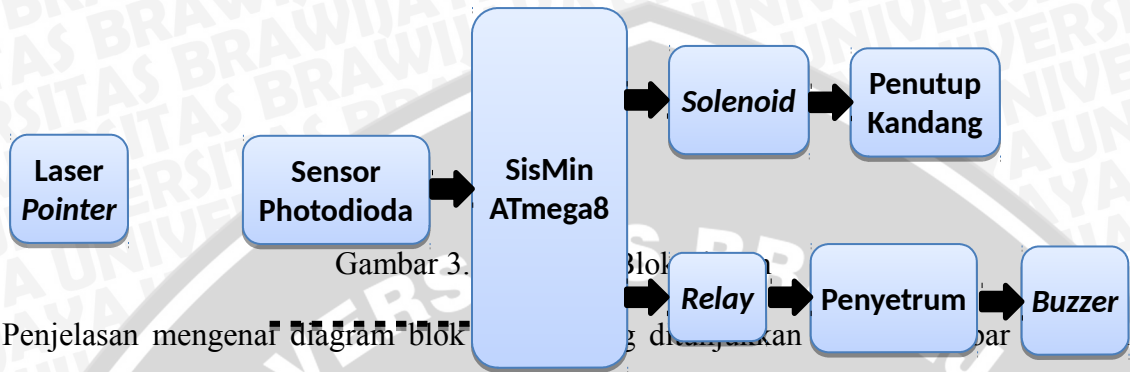 Laser
Pointer
Sensor
Photodioda
SisMin
ATmega8
Solenoid
Penutup
Kandang
Relay
Penyetrum
Buzzer
Gambar 3. Blok
Penjelasan mengenai diagram blok